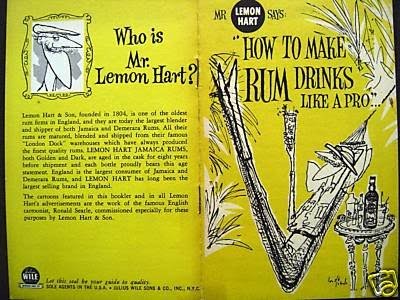 Who is
Mr.
Lemon Hart?
Lemon Hart & Son, founded in 1804, is one of the oldest
rum firms in England, and they are today the largest blender
and shipper of both Jamaica and Demerara Rums. All their
rums are matured, blended and shipped from their famous
"London Dock" warehouses which have always produced
the finest quality rums. LEMON HART JAMAICA RUMS,
both Golden and Dark, are aged in the cask for eight years
before shipment and each bottle proudly bears this age
statement. England is the largest consumer of Jamaica and
Demerara Rums, and LEMON HART has long been the
largest selling brand in England.
The cartoons featured in this booklet and in all Lemon
Hart's advertisements are the work of the famous English
cartoonist, Ronald Searle, commissioned especially for these
purposes by Lemon Hart & Son.
WILE
Let this seal be your guide to quality.
SOLE AGENTS IN THE U.S.A. • JULIUS WILE SONS & CO., INC., N.Y.C.
MR LEMON HART SAYS:
"HOW TO MAKE
RUM DRINKS
LIKE A PRO"...